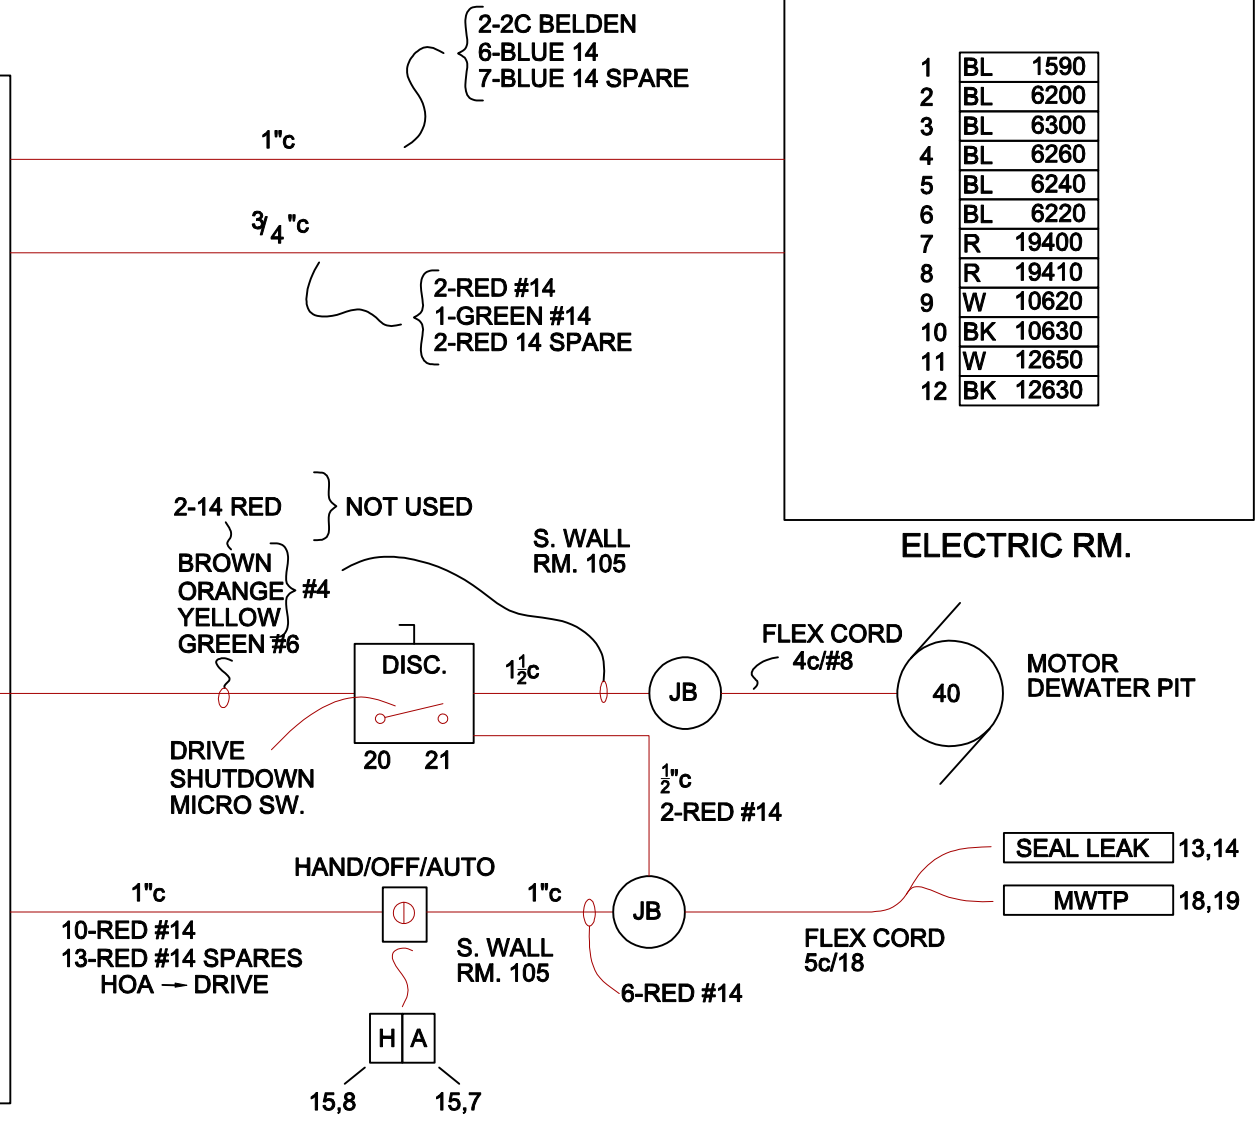 2-2C BELDEN
6-BLUE 14
7-BLUE 14 SPARE
1"c
3/4"c
2-RED #14
1-GREEN #14
2-RED 14 SPARE
1 BL 1590
2 BL 6200
3 BL 6300
4 BL 6260
5 BL 6240
6 BL 6220
7 R 19400
8 R 19410
9 W 10620
10 BK 10630
11 W 12650
12 BK 12630
ELECTRIC RM.
2-14 RED
NOT USED
BROWN
ORANGE #4
YELLOW
GREEN #6
S. WALL
RM. 105
DISC.
1 1/2c
JB
FLEX CORD
4c/#8
40
MOTOR
DEWATER PIT
20 21
DRIVE
SHUTDOWN
MICRO SW.
1/2"c
2-RED #14
HAND/OFF/AUTO
1"c
10-RED #14
13-RED #14 SPARES
HOA → DRIVE
1"c
S. WALL
RM. 105
JB
6-RED #14
FLEX CORD
5c/18
SEAL LEAK 13,14
MWTP 18,19
H A
15,8 15,7